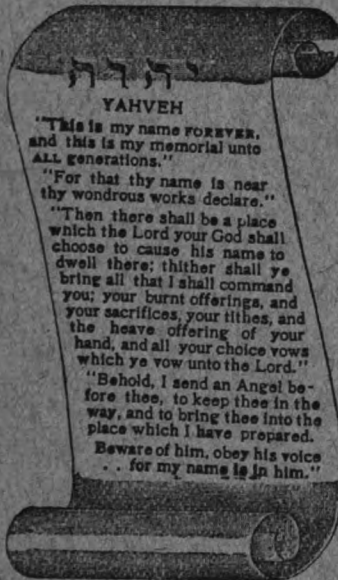 יהוה
YAHVEH
"This is my name FOREVER,
and this is my memorial unto
ALL generations."
"For that thy name is near
thy wondrous works declare."
"Then there shall be a place
which the Lord your God shall
choose to cause his name to
dwell there; thither shall ye
bring all that I shall command
you; your burnt offerings, and
your sacrifices, your tithes, and
the heave offering of your
hand, and all your choice vows
which ye vow unto the Lord."
"Behold, I send an Angel be-
fore thee, to keep thee in the
way, and to bring thee into the
place which I have prepared.
Beware of him, obey his voice
. . for my name is in him."